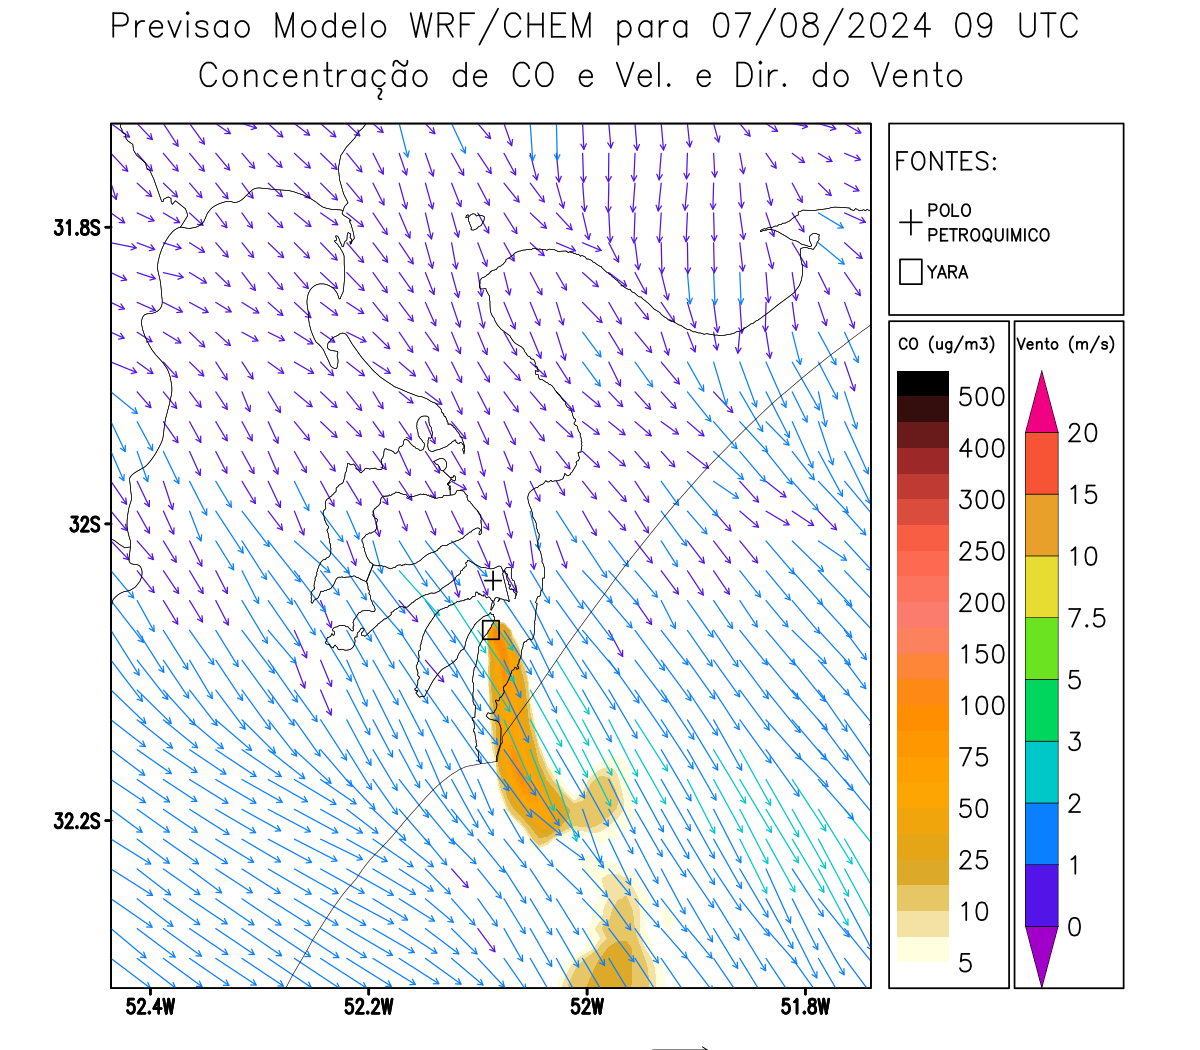 Previsao Modelo WRF/CHEM para 07/08/2024 09 UTC
Concentração de CO e Vel. e Dir. do Vento
FONTES:
POLO
PETROQUIMICO
YARA
CO (ug/m3)
500
400
300
250
200
150
100
75
50
25
10
5
Vento (m/s)
20
15
10
7.5
5
3
2
1
0
31.8S
32S
32.2S
52.4W
52.2W
52W
51.8W